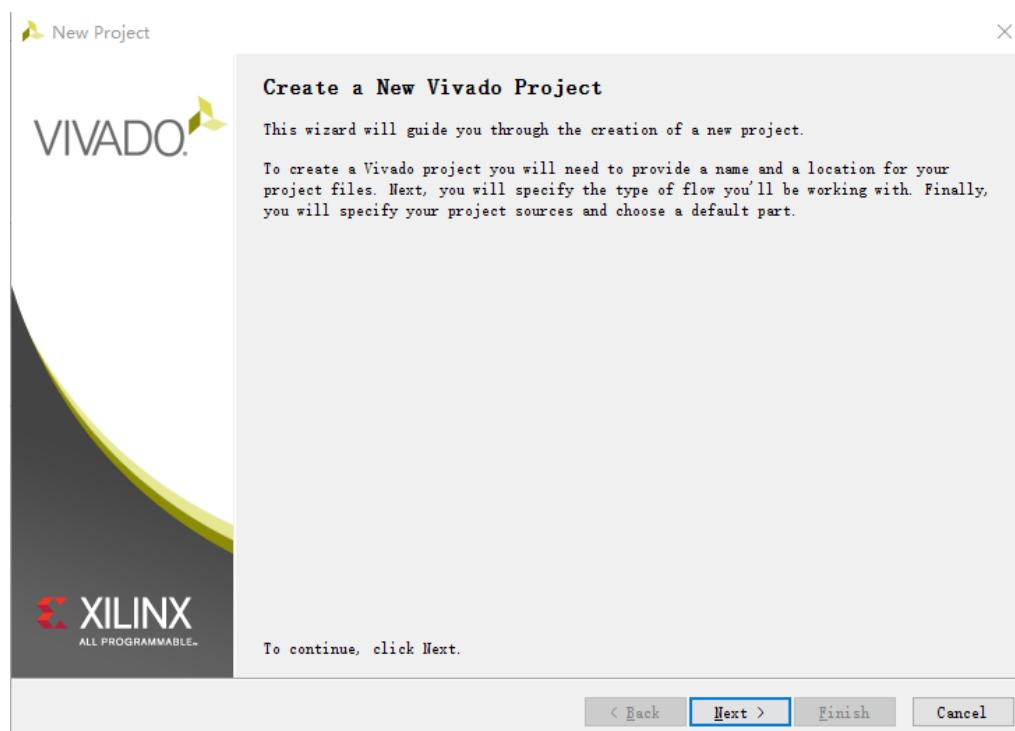 New Project
VIVADO.
Create a New Vivado Project
This wizard will guide you through the creation of a new project.
To create a Vivado project you will need to provide a name and a location for your
project files. Next, you will specify the type of flow you'll be working with. Finally,
you will specify your project sources and choose a default part.
XILINX
ALL PROGRAMMABLE™
To continue, click Next.
< Back
Next >
Finish
Cancel